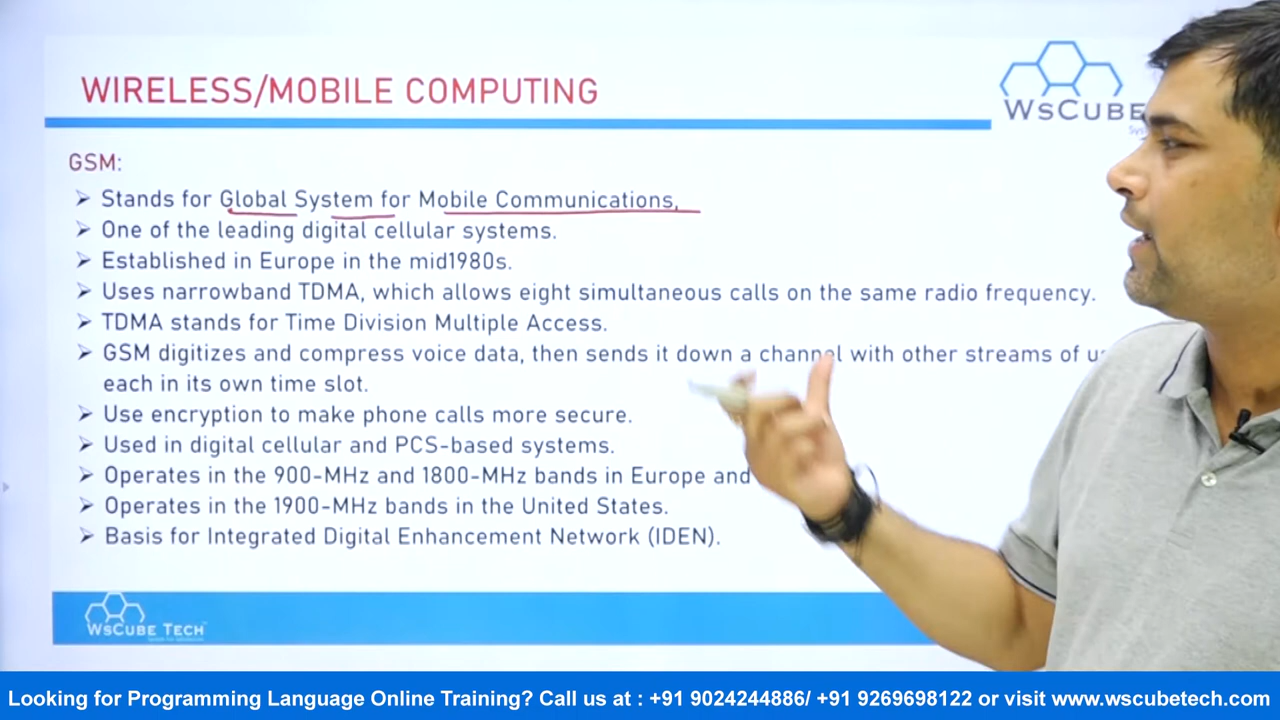 WIRELESS/MOBILE COMPUTING
WSCUBE
GSM:
➢ Stands for Global System for Mobile Communications,
➢ One of the leading digital cellular systems.
➢ Established in Europe in the mid1980s.
➢ Uses narrowband TDMA, which allows eight simultaneous calls on the same radio frequency.
➢ TDMA stands for Time Division Multiple Access.
➢ GSM digitizes and compress voice data, then sends it down a channel with other streams of
each in its own time slot.
➢ Use encryption to make phone calls more secure.
➢ Used in digital cellular and PCS-based systems.
➢ Operates in the 900-MHz and 1800-MHz bands in Europe and
➢ Operates in the 1900-MHz bands in the United States.
➢ Basis for Integrated Digital Enhancement Network (IDEN).
WSCUBE TECH
Looking for Programming Language Online Training? Call us at : +91 9024244886/ +91 9269698122 or visit www.wscubetech.com